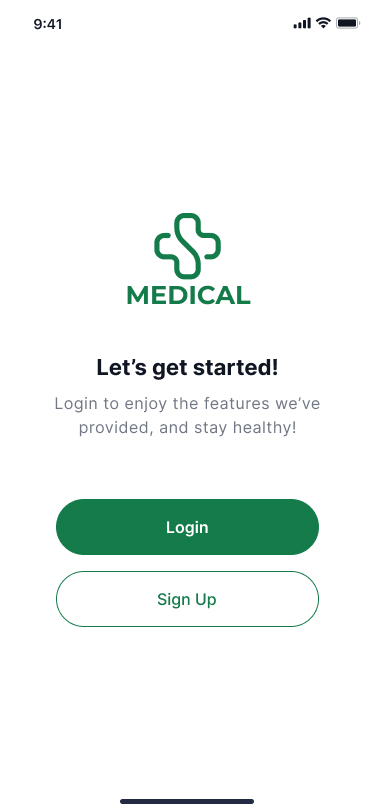 9:41
MEDICAL
Let’s get started!
Login to enjoy the features we’ve
provided, and stay healthy!
Login
Sign Up